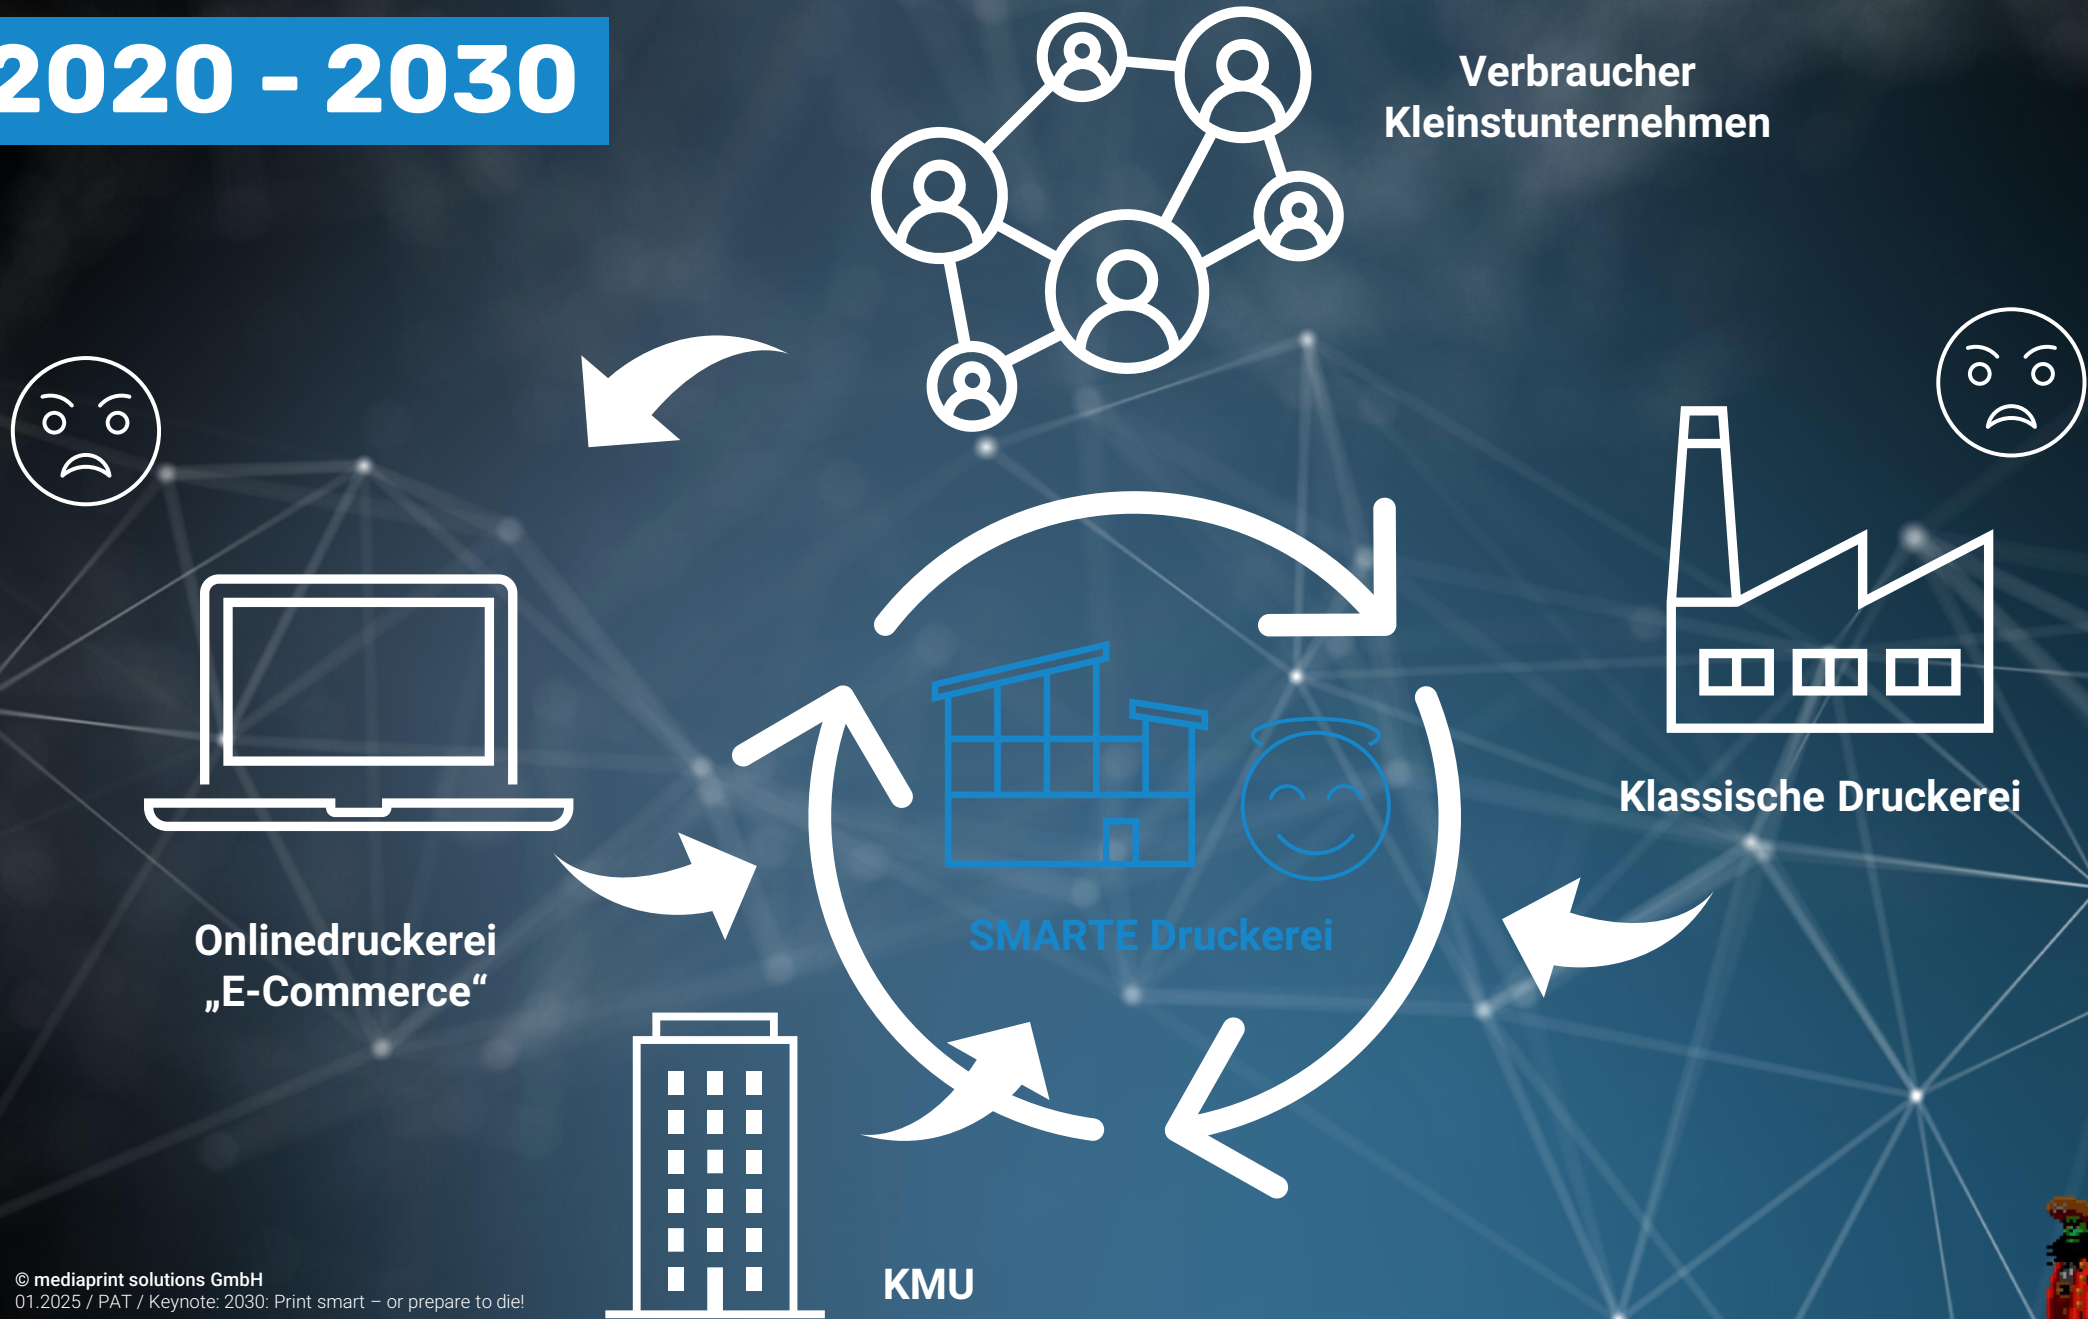 2020 - 2030
Verbraucher
Kleinstunternehmen
Klassische Druckerei
SMARTE Druckerei
Onlinedruckerei
„E-Commerce“
KMU
© mediaprint solutions GmbH
01.2025 / PAT / Keynote: 2030: Print smart – or prepare to die!